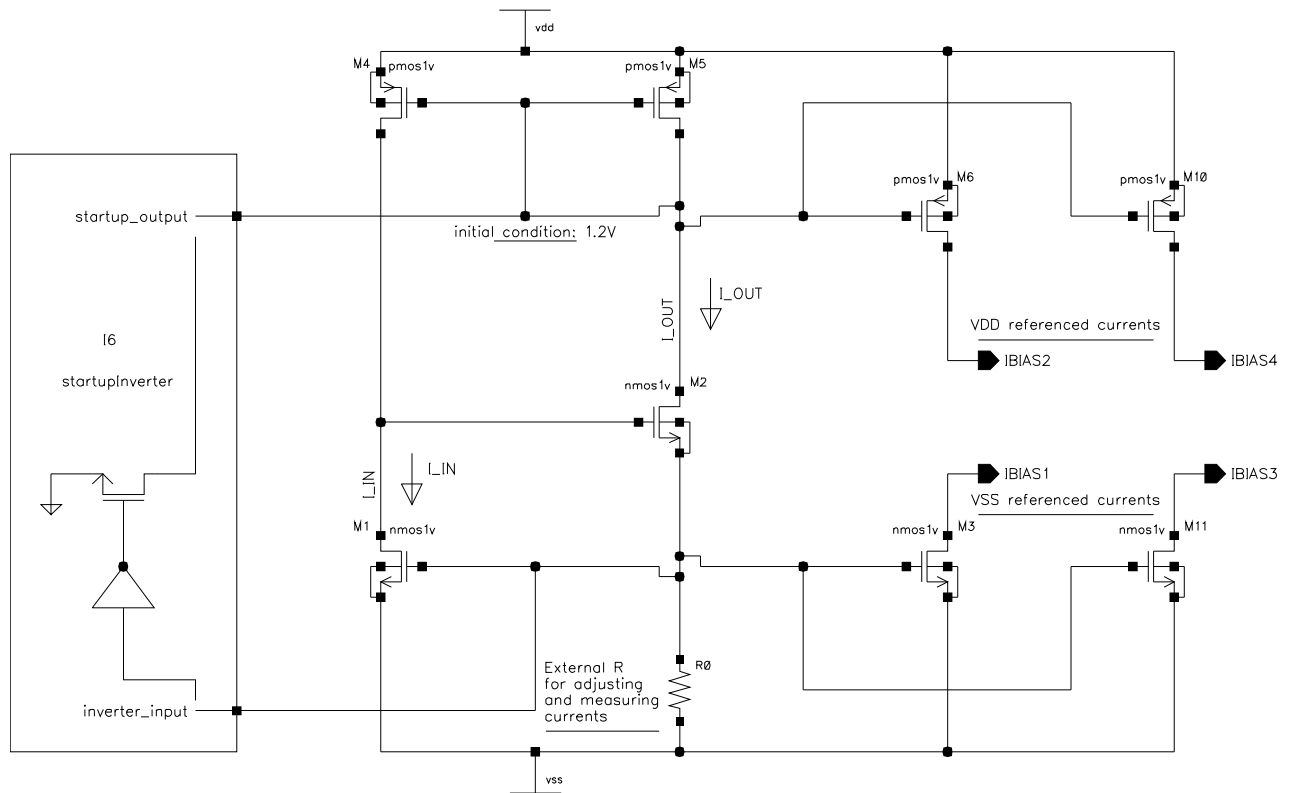 vdd
M4
pmos1v
pmos1v
M5
pmos1v
M6
pmos1v
M10
startup_output
initial condition: 1.2V
I_OUT
I_OUT
VDD referenced currents
I6
IBIAS2
IBIAS4
startupInverter
nmos1v
M2
I_IN
I_IN
IBIAS1
IBIAS3
VSS referenced currents
M1
nmos1v
nmos1v
M3
nmos1v
M11
External R
for adjusting
and measuring
currents
R0
inverter_input
vss